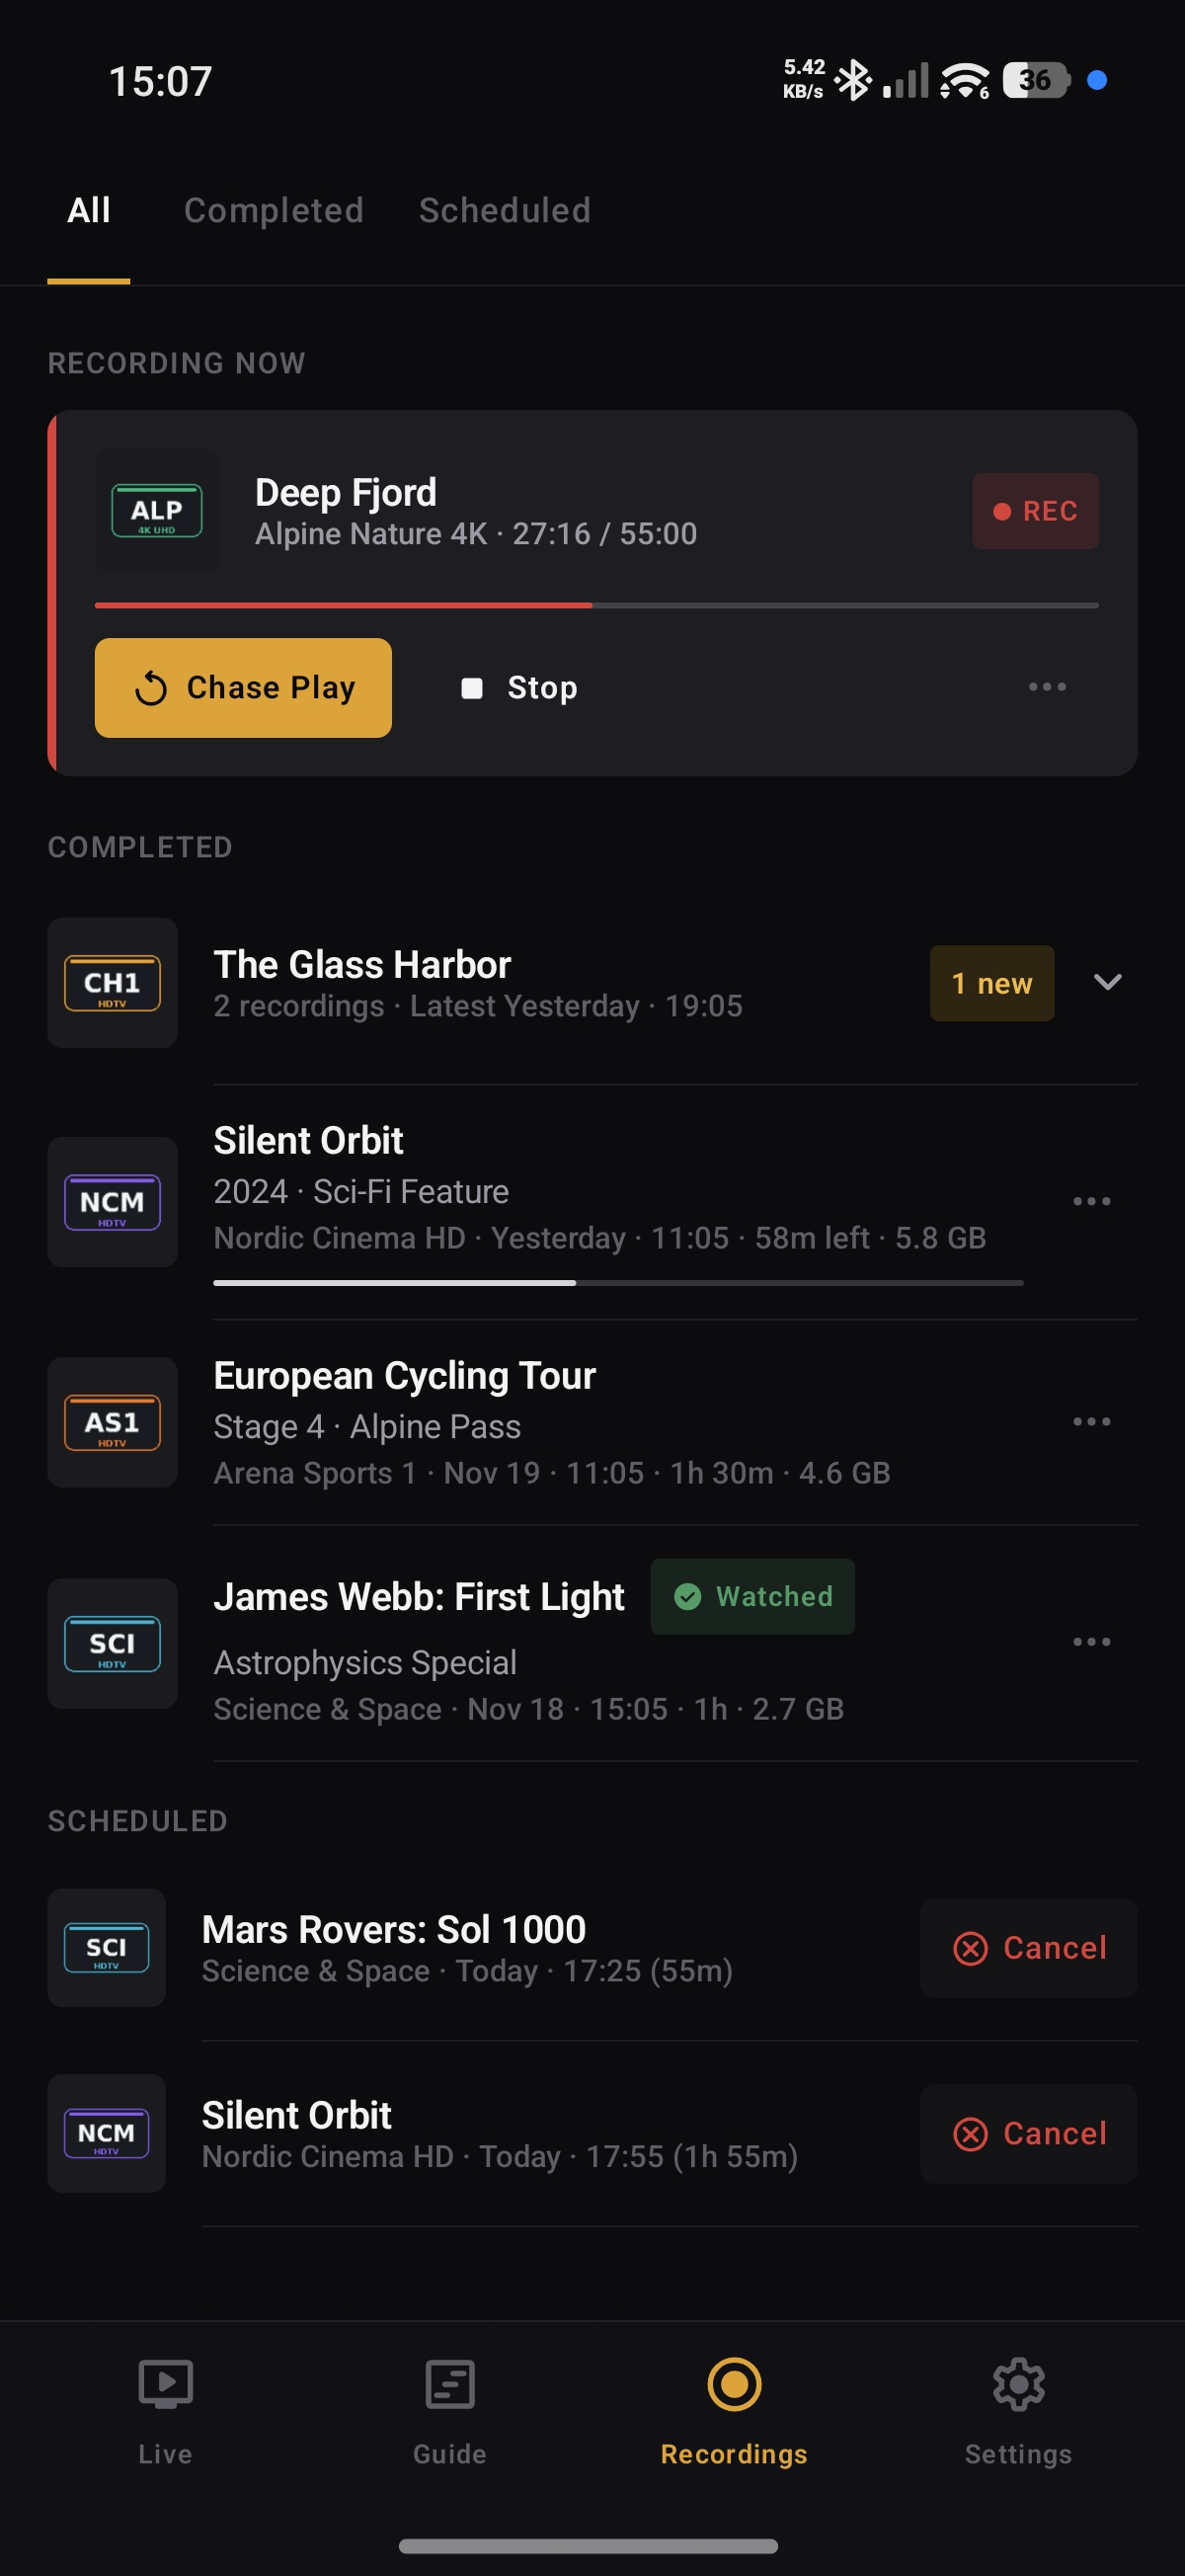 15:07
5.42
KB/s
6
36
All
Completed
Scheduled
RECORDING NOW
ALP
4K UHD
Deep Fjord
Alpine Nature 4K · 27:16 / 55:00
REC
Chase Play
Stop
COMPLETED
CH1
HDTV
The Glass Harbor
2 recordings · Latest Yesterday · 19:05
1 new
NCM
HDTV
Silent Orbit
2024 · Sci-Fi Feature
Nordic Cinema HD · Yesterday · 11:05 · 58m left · 5.8 GB
AS1
HDTV
European Cycling Tour
Stage 4 · Alpine Pass
Arena Sports 1 · Nov 19 · 11:05 · 1h 30m · 4.6 GB
SCI
HDTV
James Webb: First Light
Watched
Astrophysics Special
Science & Space · Nov 18 · 15:05 · 1h · 2.7 GB
SCHEDULED
SCI
HDTV
Mars Rovers: Sol 1000
Science & Space · Today · 17:25 (55m)
Cancel
NCM
HDTV
Silent Orbit
Nordic Cinema HD · Today · 17:55 (1h 55m)
Cancel
Live
Guide
Recordings
Settings